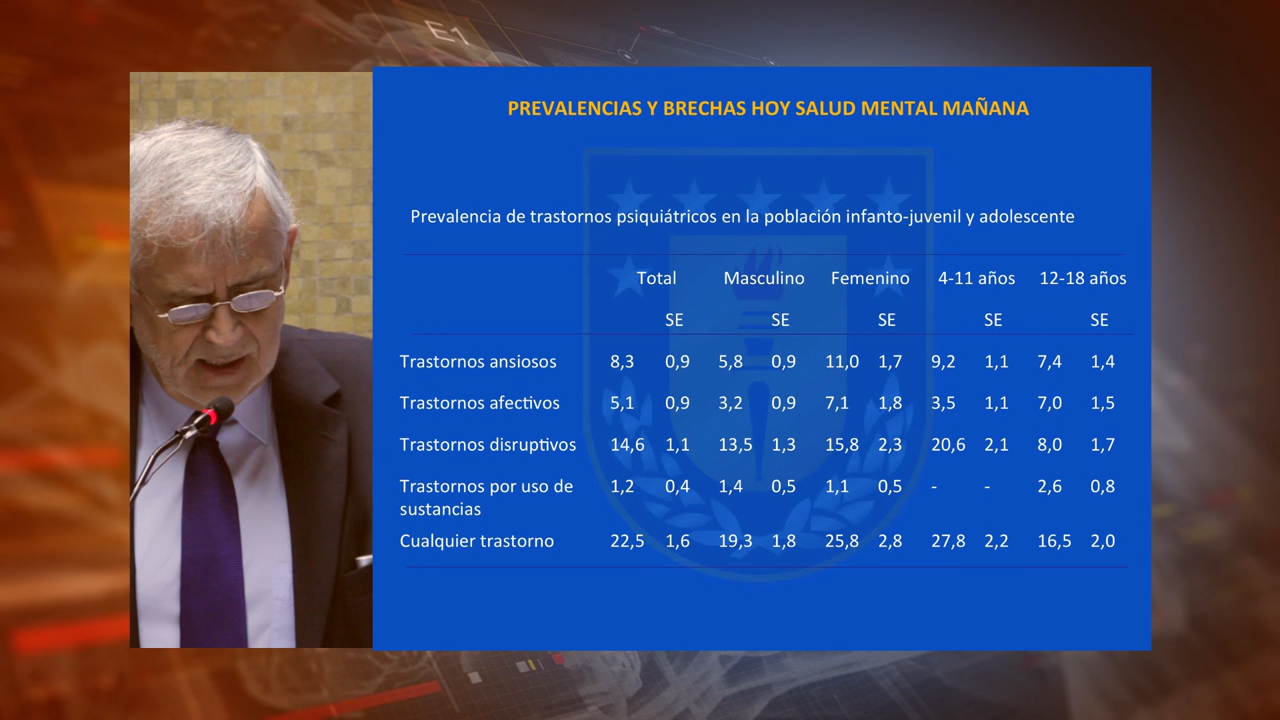 E1
PREVALENCIAS Y BRECHAS HOY SALUD MENTAL MAÑANA
Prevalencia de trastornos psiquiátricos en la población infanto-juvenil y adolescente
Total Masculino Femenino 4-11 años 12-18 años
SE SE SE SE SE
Trastornos ansiosos 8,3 0,9 5,8 0,9 11,0 1,7 9,2 1,1 7,4 1,4
Trastornos afectivos 5,1 0,9 3,2 0,9 7,1 1,8 3,5 1,1 7,0 1,5
Trastornos disruptivos 14,6 1,1 13,5 1,3 15,8 2,3 20,6 2,1 8,0 1,7
Trastornos por uso de 1,2 0,4 1,4 0,5 1,1 0,5 - - 2,6 0,8
sustancias
Cualquier trastorno 22,5 1,6 19,3 1,8 25,8 2,8 27,8 2,2 16,5 2,0